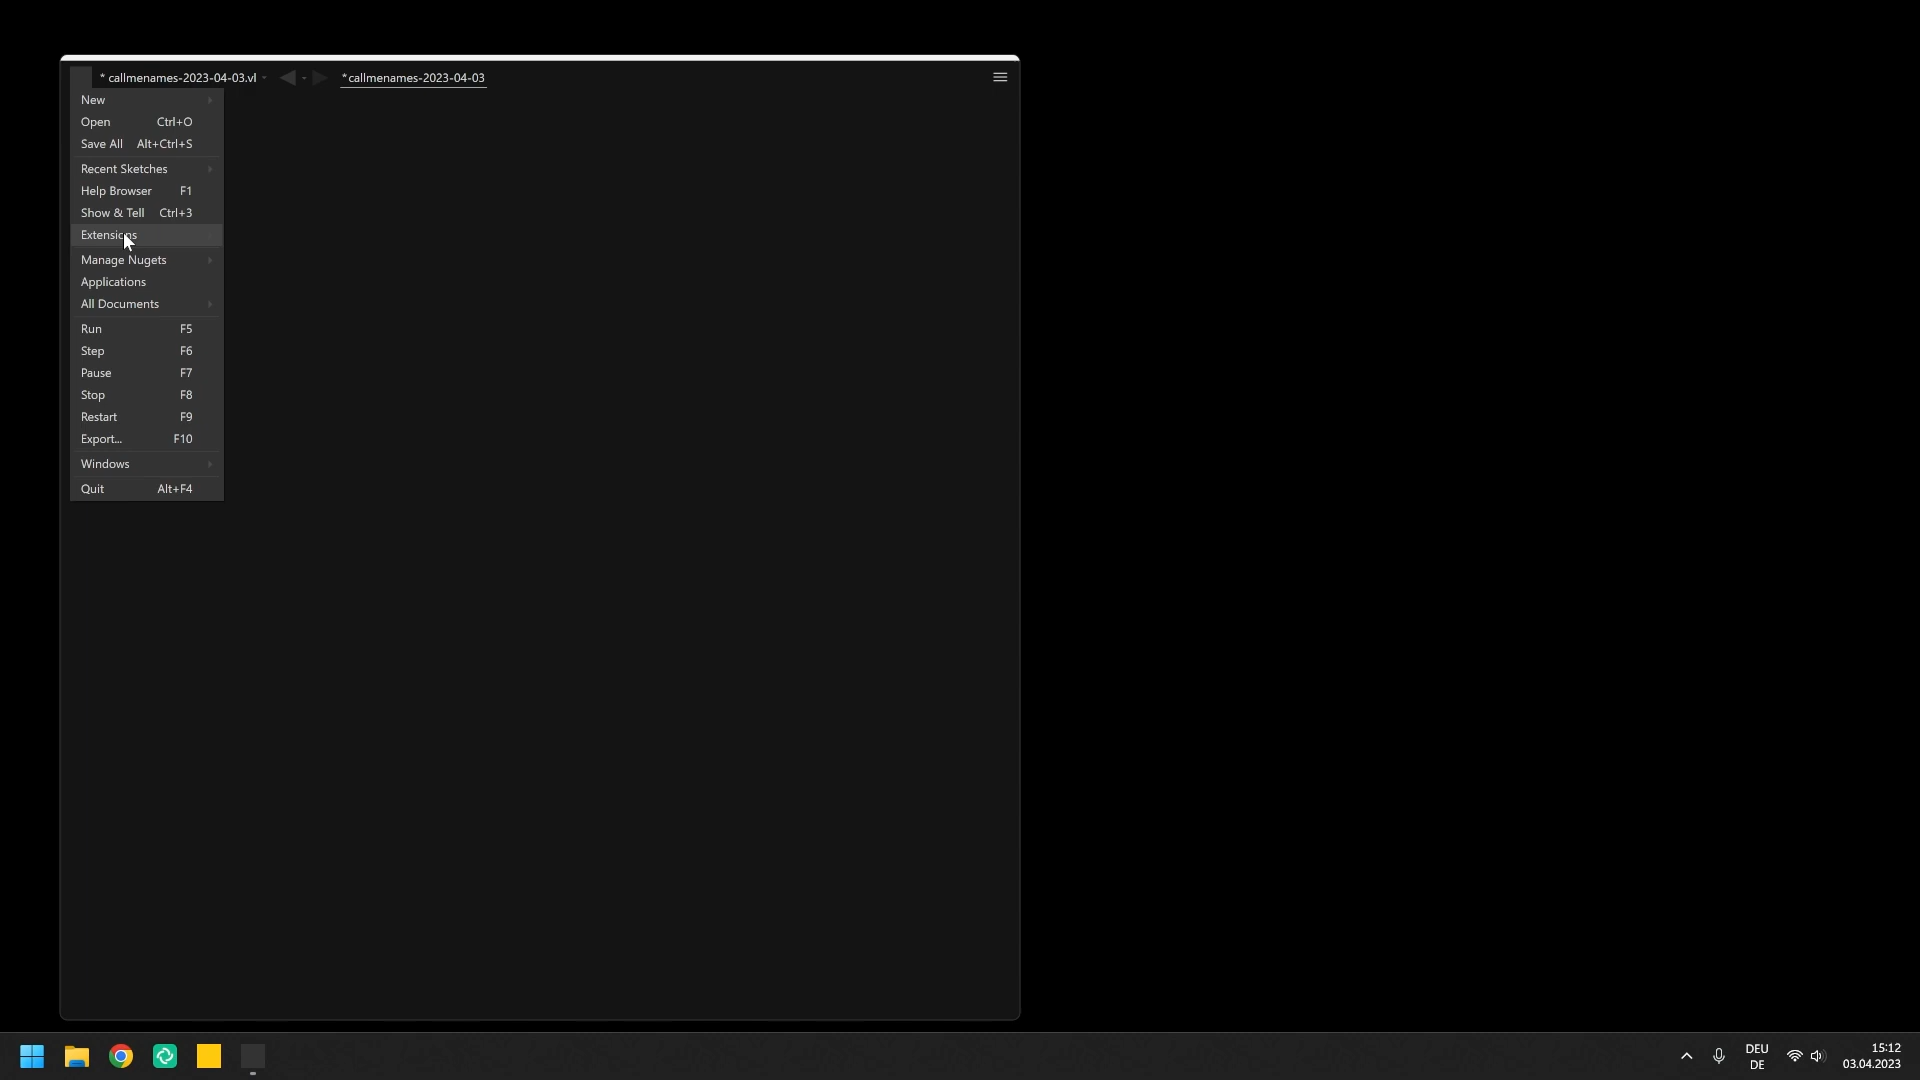 * callmenames-2023-04-03.vl
*callmenames-2023-04-03
New
Open Ctrl+O
Save All Alt+Ctrl+S
Recent Sketches
Help Browser F1
Show & Tell Ctrl+3
Extensions
Manage Nugets
Applications
All Documents
Run F5
Step F6
Pause F7
Stop F8
Restart F9
Export... F10
Windows
Quit Alt+F4
DEU
DE
15:12
03.04.2023